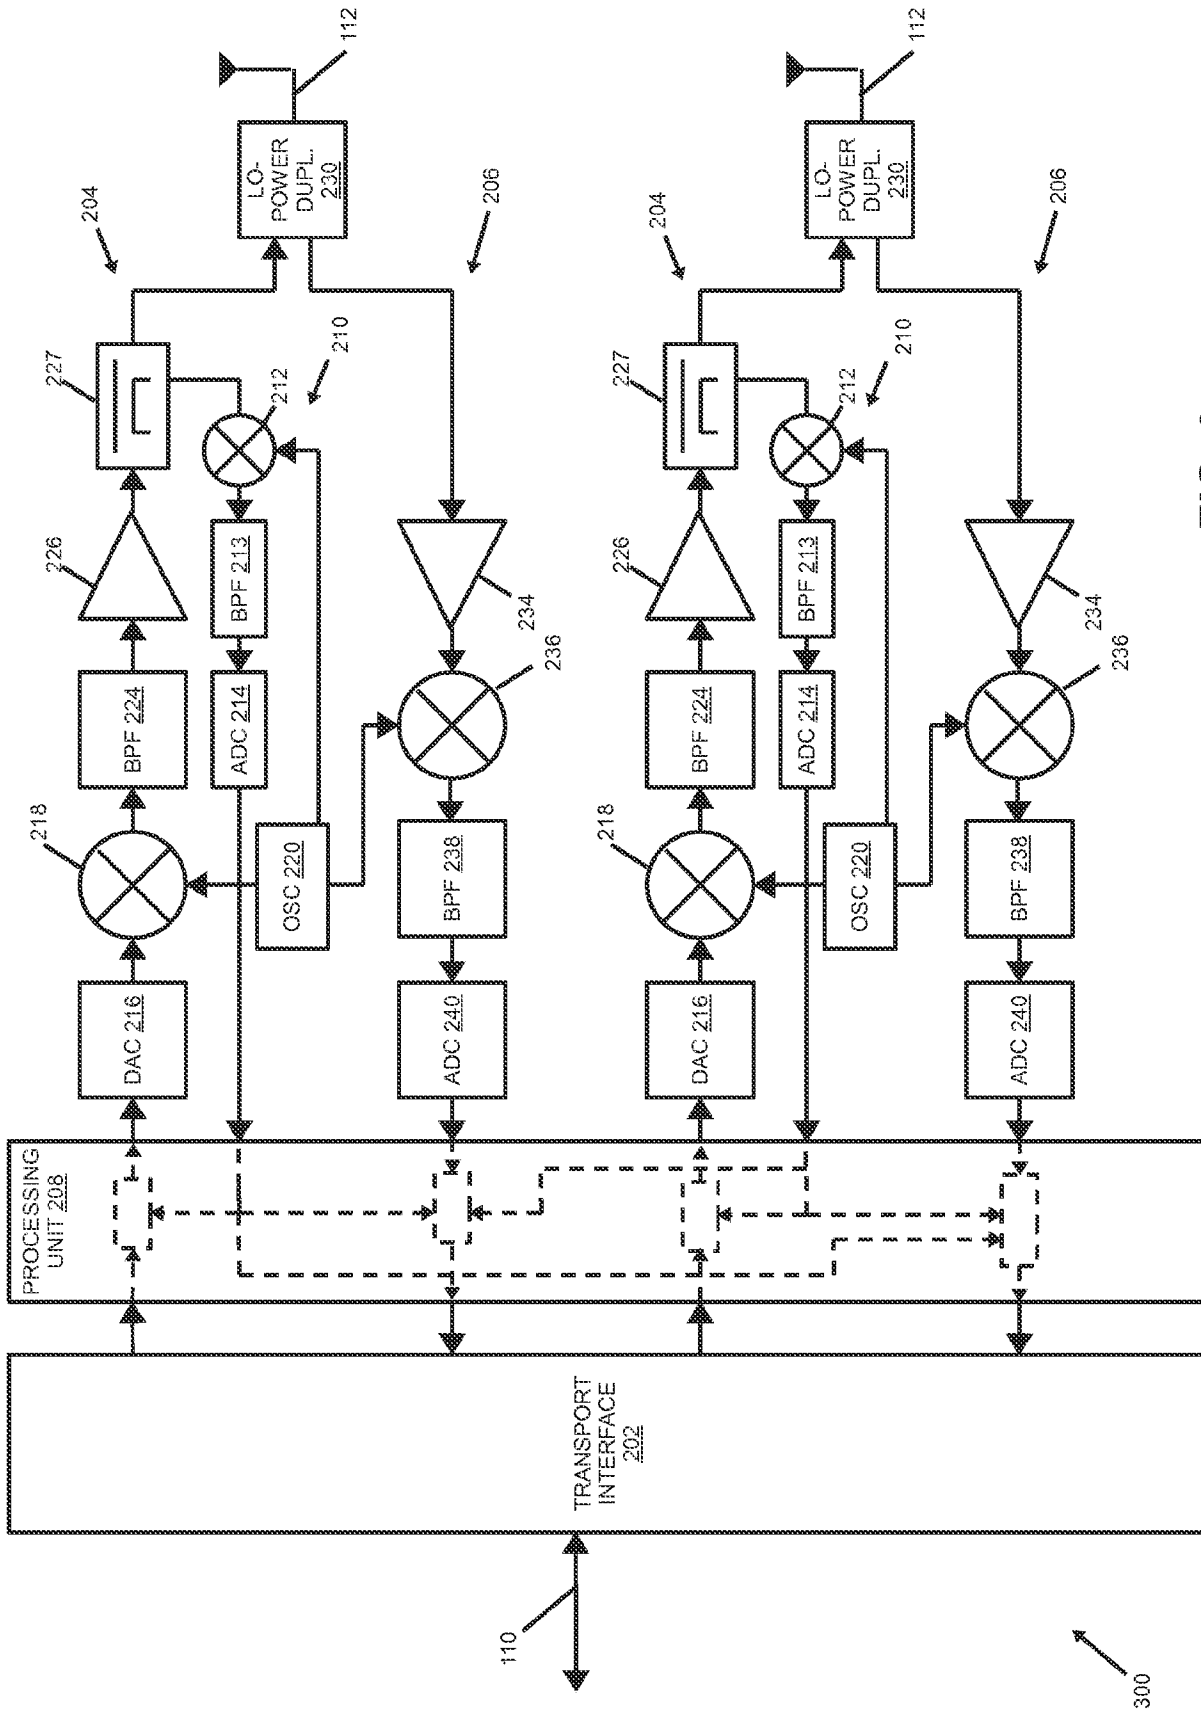 300
110
TRANSPORT
INTERFACE
202
PROCESSING
UNIT 208
DAC 216
218
BPF 224
226
227
204
OSC 220
ADC 214
BPF 213
212
210
ADC 240
BPF 238
236
234
206
LO-
POWER
DUPL.
230
112
DAC 216
218
BPF 224
226
227
204
OSC 220
ADC 214
BPF 213
212
210
ADC 240
BPF 238
236
234
206
LO-
POWER
DUPL.
230
112